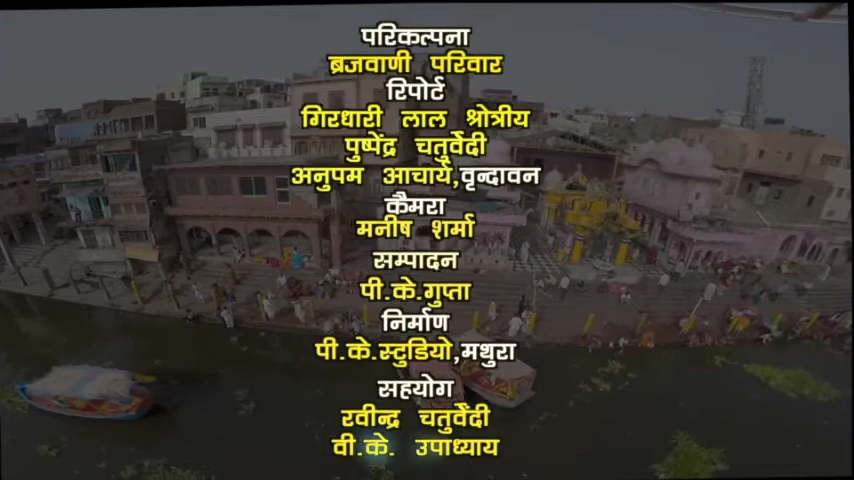 परिकल्पना
ब्रजवाणी परिवार
रिपोर्ट
गिरधारी लाल श्रोत्रीय
पुष्पेंद्र चतुर्वेदी
अनुपम आचार्य,वृन्दावन
कैमरा
मनीष शर्मा
सम्पादन
पी.के.गुप्ता
निर्माण
पी.के.स्टुडियो,मथुरा
सहयोग
रवीन्द्र चतुर्वेदी
वी.के. उपाध्याय